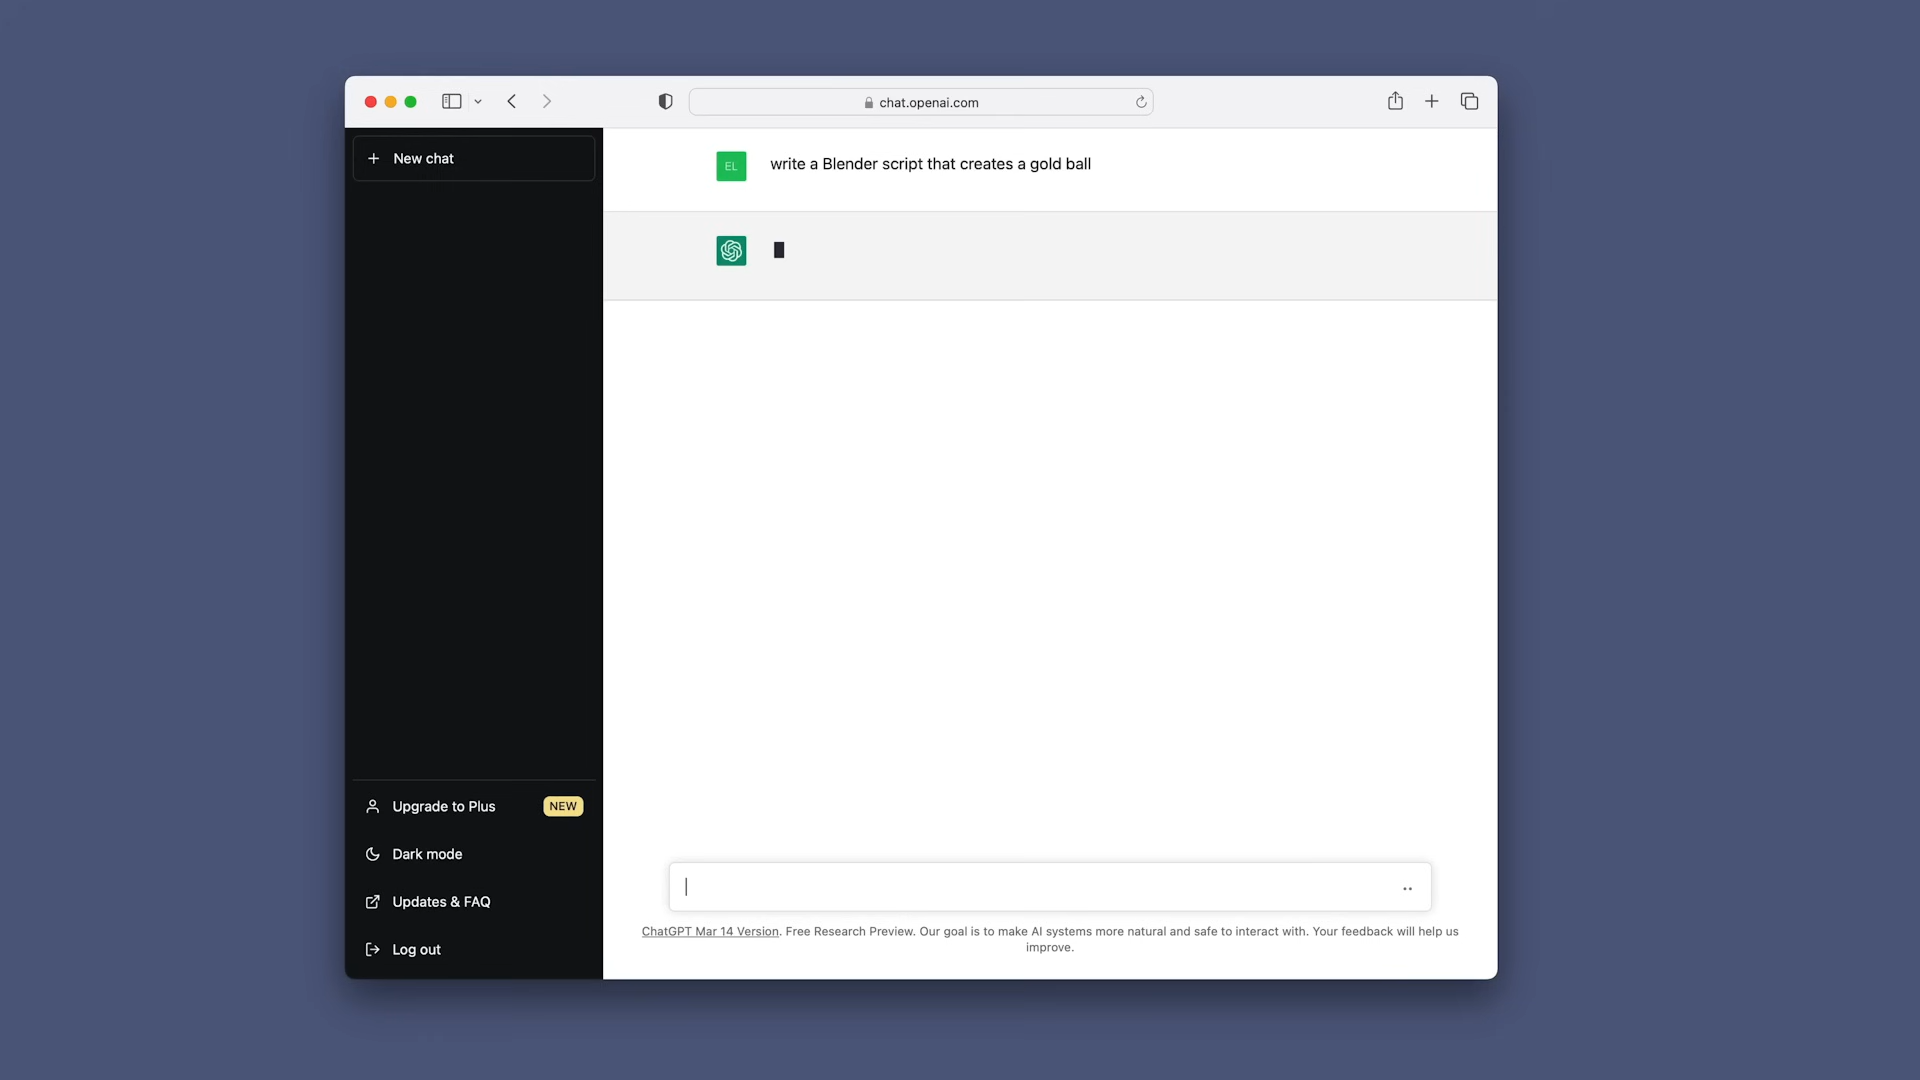 chat.openai.com
New chat
EL
write a Blender script that creates a gold ball
Upgrade to Plus
NEW
Dark mode
Updates & FAQ
Log out
ChatGPT Mar 14 Version. Free Research Preview. Our goal is to make AI systems more natural and safe to interact with. Your feedback will help us
improve.